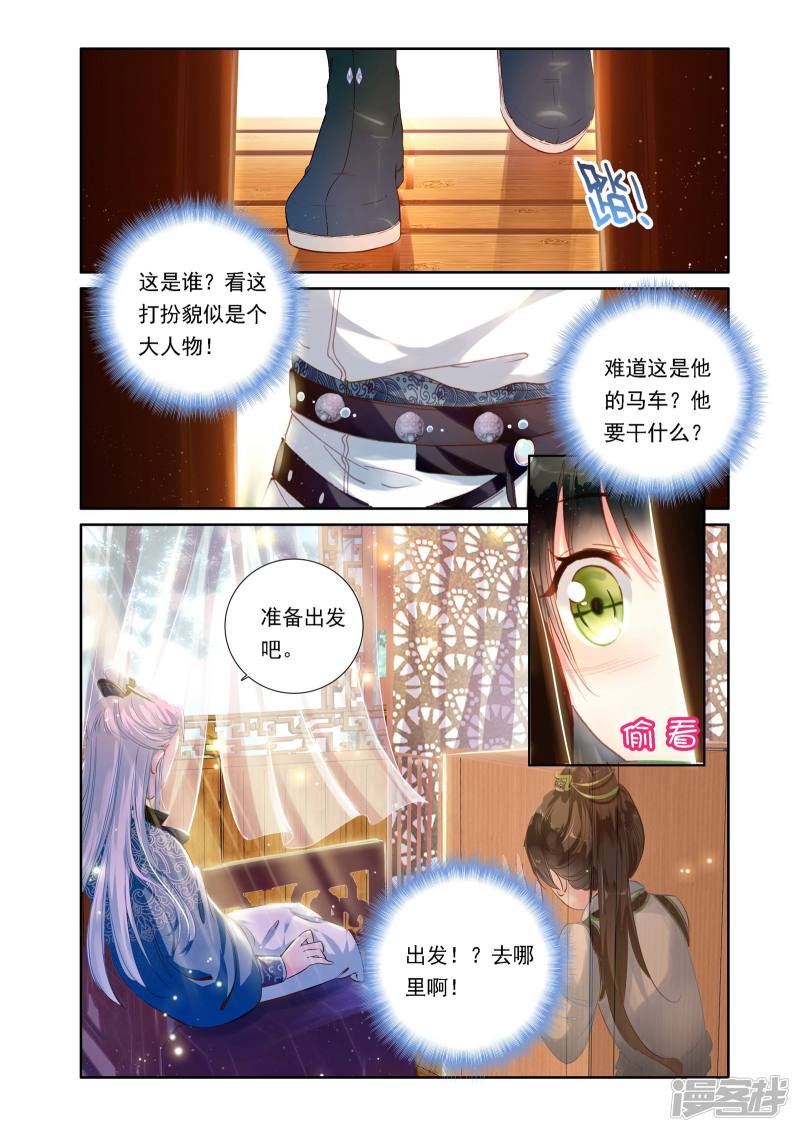 踏!
这是谁？看这
打扮貌似是个
大人物！
难道这是他
的马车？他
要干什么？
偷看
准备出发
吧。
出发！？去哪
里啊！
漫客栈